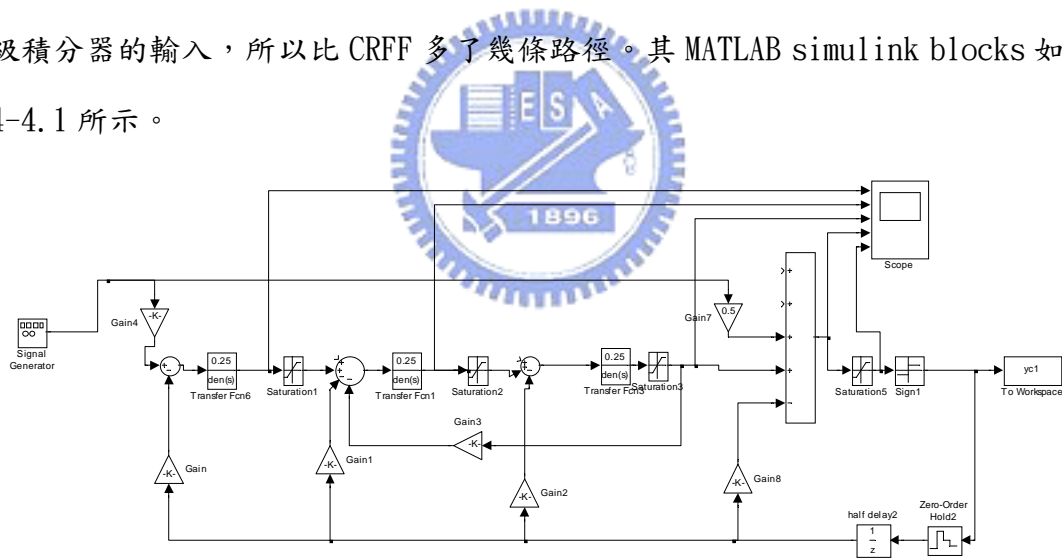 級積分器的輸入，所以比 CRFF 多了幾條路徑。其 MATLAB simulink blocks 如
4-4.1 所示。
E S A
1896
Scope
Gain4
-K-
Gain7
0.5
Signal
Generator
0.25
den(s)
Transfer Fcn6
Saturation1
0.25
den(s)
Transfer Fcn1
Saturation2
0.25
den(s)
Transfer Fcn3
Saturation3
Saturation5
Sign1
yc1
To Workspace
Gain3
-K-
-K-
Gain
-K-
Gain1
-K-
Gain2
-K-
Gain8
half delay2
1
z
Zero-Order
Hold2